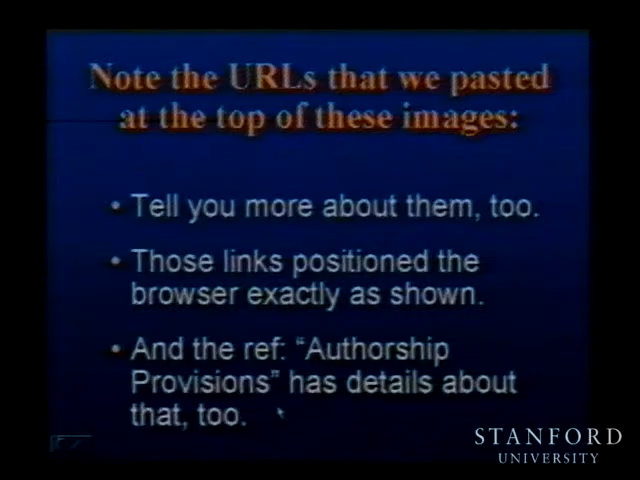 Note the URLs that we pasted
at the top of these images:
• Tell you more about them, too.
• Those links positioned the
browser exactly as shown.
• And the ref: “Authorship
Provisions” has details about
that, too.
STANFORD
UNIVERSITY